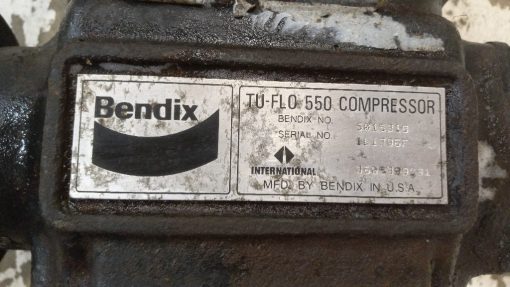 Bendix
TU-FLO 550 COMPRESSOR
BENDIX NO.
SERIAL NO.
INTERNATIONAL
MFD. BY BENDIX IN U.S.A.